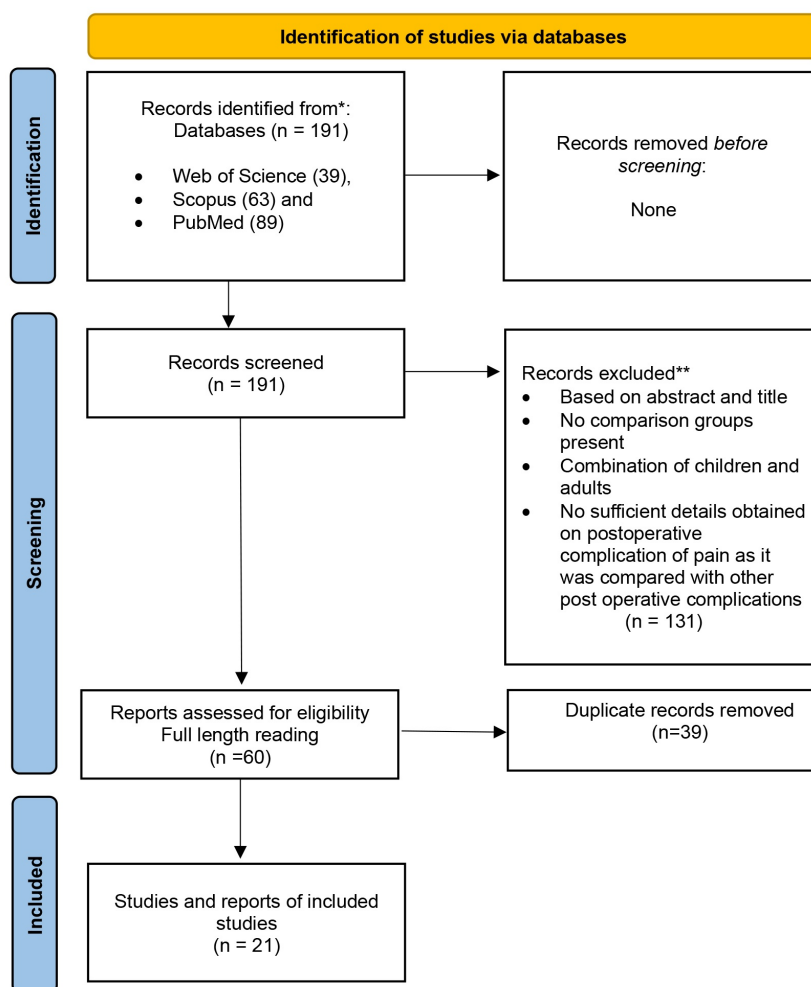 Identification of studies via databases
Identification
Records identified from*:
Databases (n = 191)
• Web of Science (39),
• Scopus (63) and
• PubMed (89)
Records removed before
screening:
None
Screening
Records screened
(n = 191)
Records excluded**
• Based on abstract and title
• No comparison groups
present
• Combination of children and
adults
• No sufficient details obtained
on postoperative
complication of pain as it
was compared with other
post operative complications
(n = 131)
Reports assessed for eligibility
Full length reading
(n =60)
Duplicate records removed
(n=39)
Included
Studies and reports of included
studies
(n = 21)